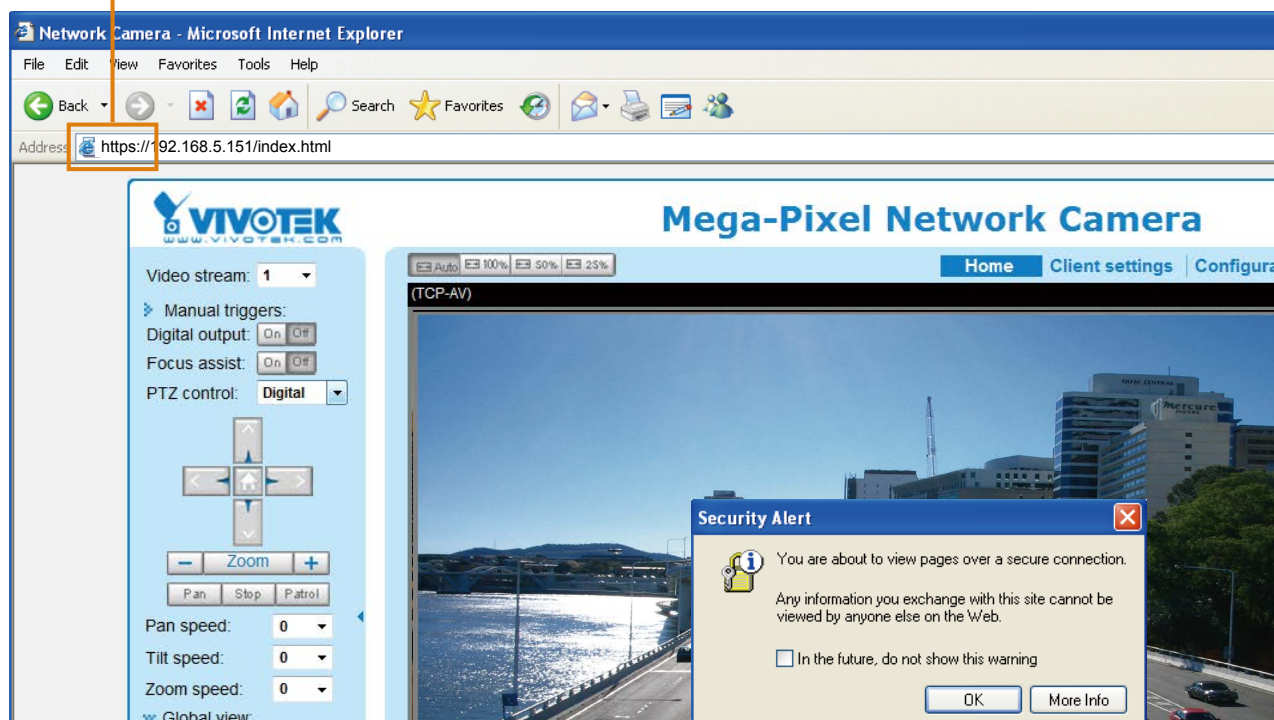 Network Camera - Microsoft Internet Explorer
File Edit View Favorites Tools Help
Back Search Favorites
Address https://192.168.5.151/index.html
VIVOTEK
www.vivotek.com
Mega-Pixel Network Camera
Auto 100% 50% 25%
Home Client settings Configura
(TCP-AV)
Video stream: 1
Manual triggers:
Digital output: On Off
Focus assist: On Off
PTZ control: Digital
Zoom
Pan Stop Patrol
Pan speed: 0
Tilt speed: 0
Zoom speed: 0
Global view:
QUAY CENTRAL
Mercure
HOTEL
Security Alert
You are about to view pages over a secure connection.
Any information you exchange with this site cannot be
viewed by anyone else on the Web.
In the future, do not show this warning
OK More Info